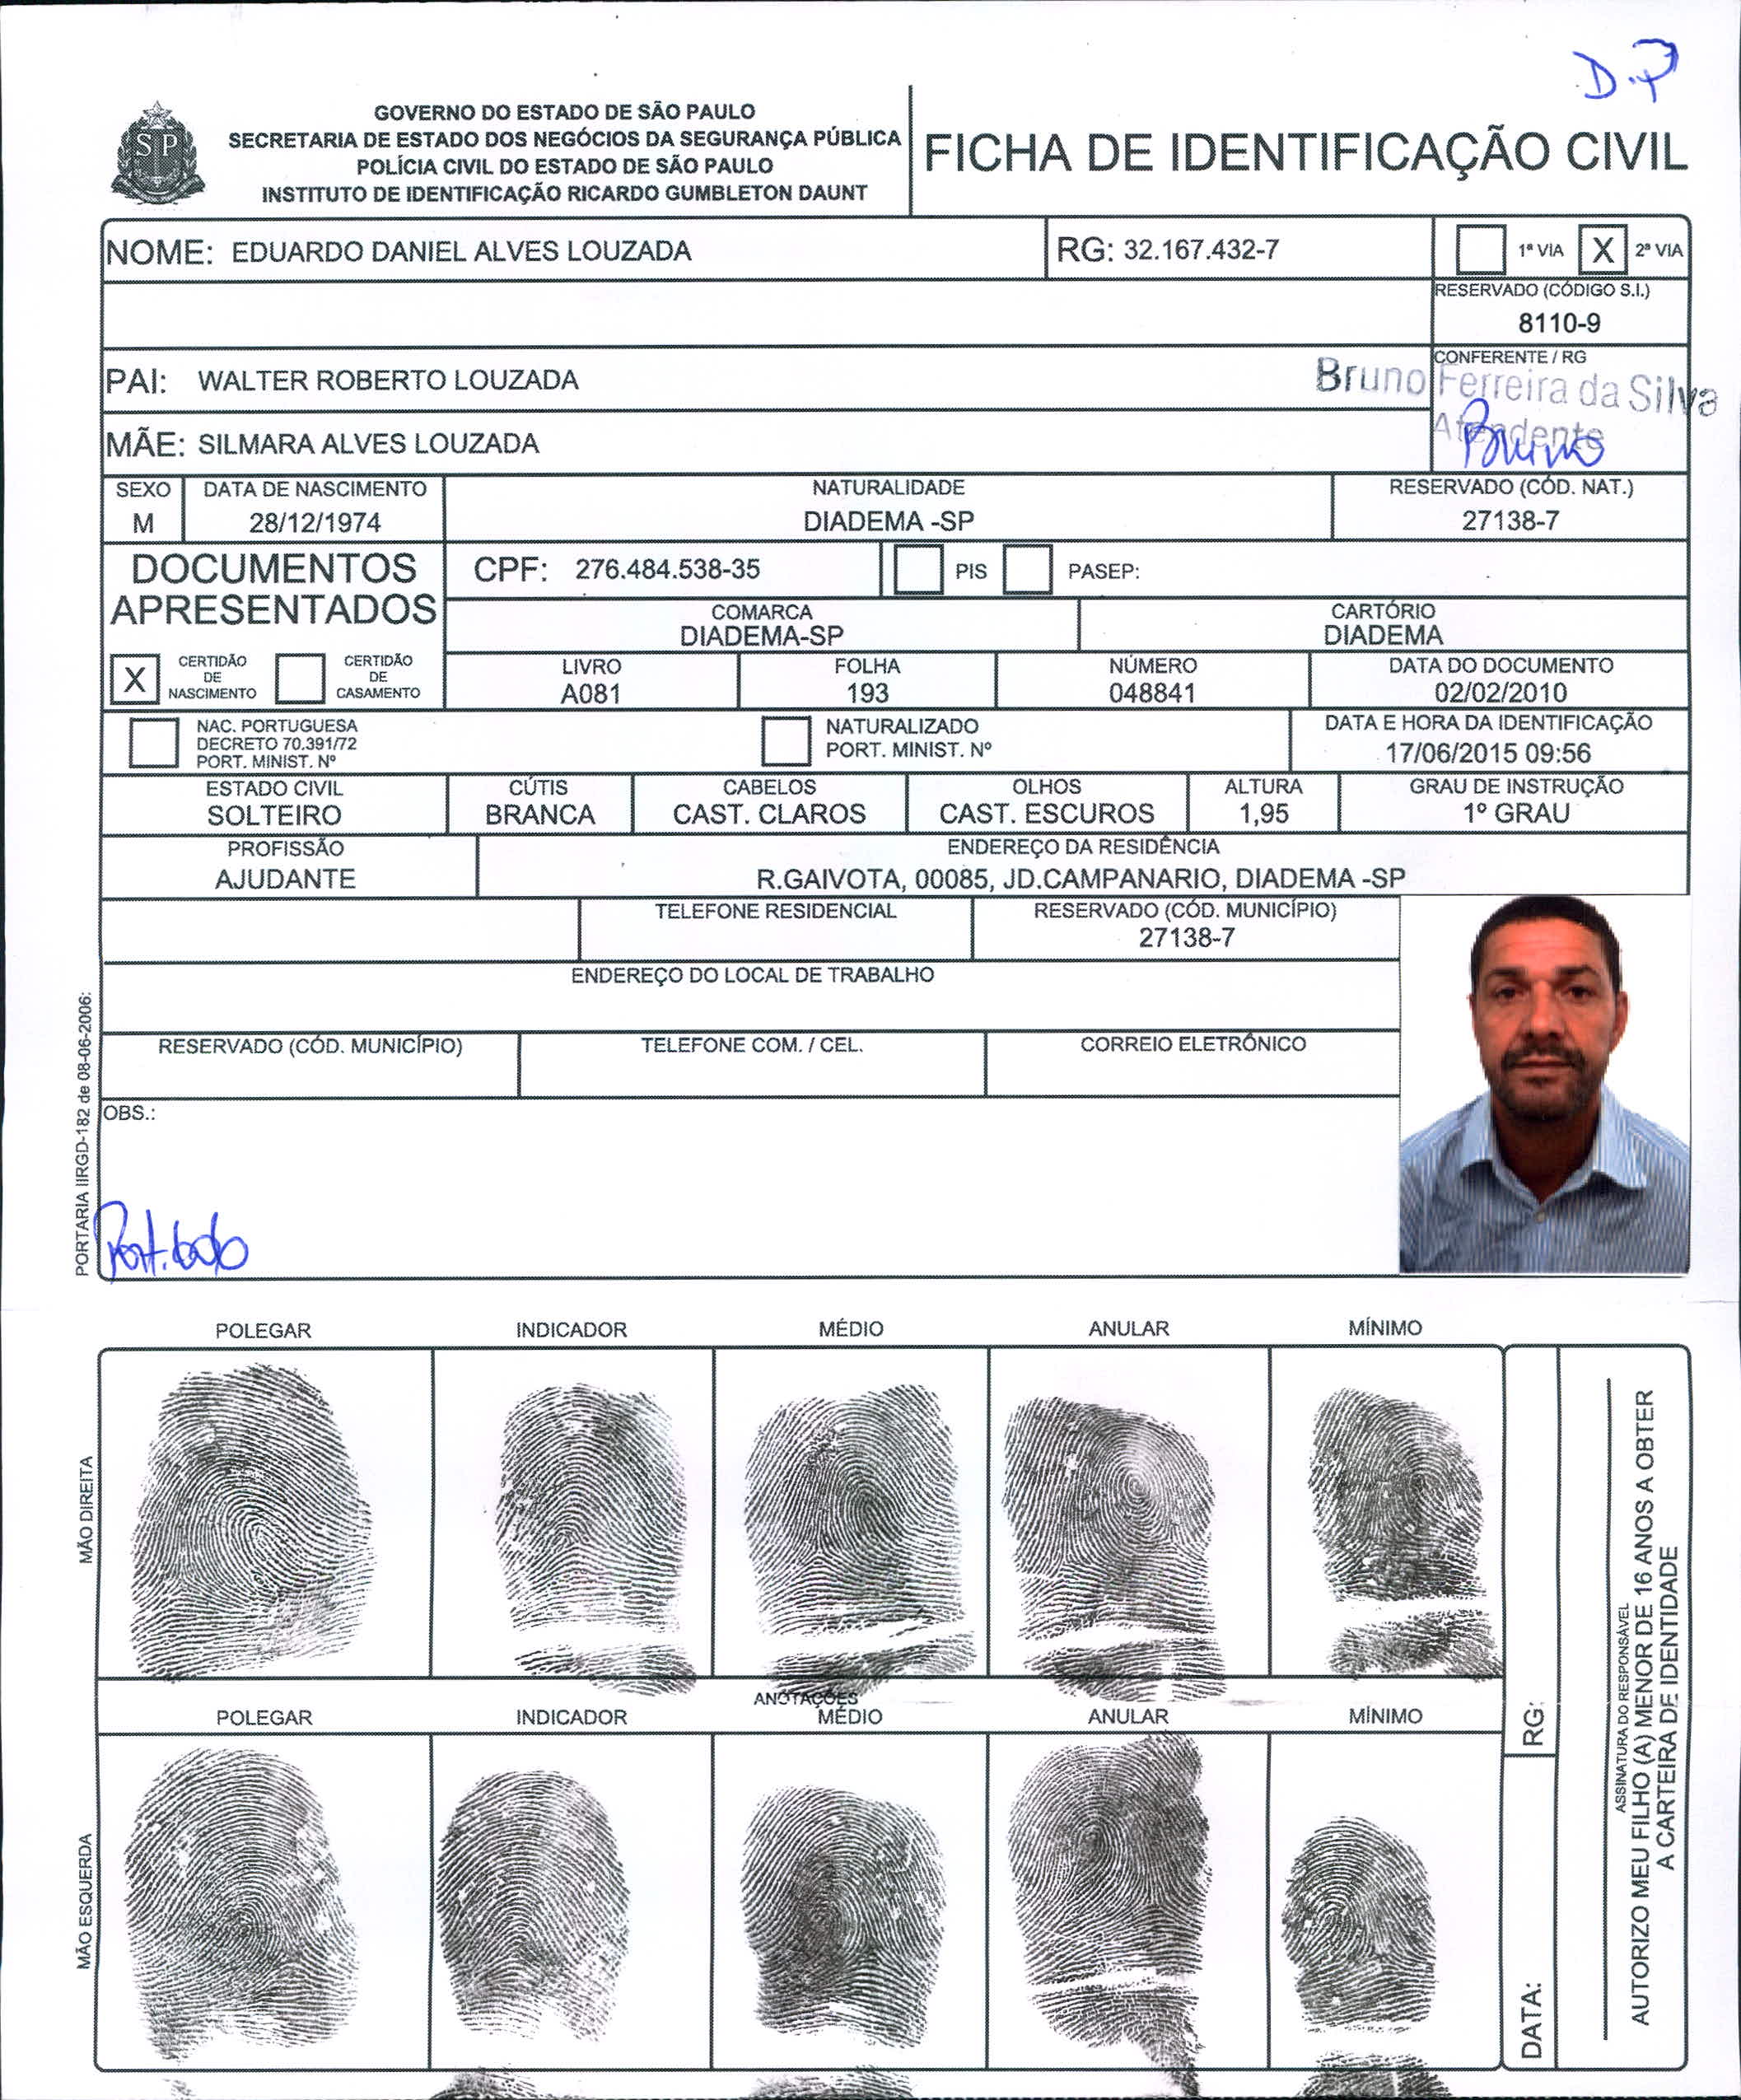 D.P
GOVERNO DO ESTADO DE SÃO PAULO
SECRETARIA DE ESTADO DOS NEGÓCIOS DA SEGURANÇA PÚBLICA
POLÍCIA CIVIL DO ESTADO DE SÃO PAULO
INSTITUTO DE IDENTIFICAÇÃO RICARDO GUMBLETON DAUNT
FICHA DE IDENTIFICAÇÃO CIVIL
SP
NOME: EDUARDO DANIEL ALVES LOUZADA
RG: 32.167.432-7
1ª VIA X 2ª VIA
RESERVADO (CÓDIGO S.I.)
8110-9
PAI: WALTER ROBERTO LOUZADA
CONFERENTE / RG
Bruno Ferreira da Silva
Atendente
Bruno
MÃE: SILMARA ALVES LOUZADA
SEXO
M
DATA DE NASCIMENTO
28/12/1974
NATURALIDADE
DIADEMA -SP
RESERVADO (CÓD. NAT.)
27138-7
DOCUMENTOS
APRESENTADOS
CPF: 276.484.538-35
PIS
PASEP:
COMARCA
DIADEMA-SP
CARTÓRIO
DIADEMA
X
CERTIDÃO
DE
NASCIMENTO
CERTIDÃO
DE
CASAMENTO
LIVRO
A081
FOLHA
193
NÚMERO
048841
DATA DO DOCUMENTO
02/02/2010
NAC. PORTUGUESA
DECRETO 70.391/72
PORT. MINIST. Nº
NATURALIZADO
PORT. MINIST. Nº
DATA E HORA DA IDENTIFICAÇÃO
17/06/2015 09:56
ESTADO CIVIL
SOLTEIRO
CÚTIS
BRANCA
CABELOS
CAST. CLAROS
OLHOS
CAST. ESCUROS
ALTURA
1,95
GRAU DE INSTRUÇÃO
1º GRAU
PROFISSÃO
AJUDANTE
ENDEREÇO DA RESIDÊNCIA
R.GAIVOTA, 00085, JD.CAMPANARIO, DIADEMA -SP
TELEFONE RESIDENCIAL
RESERVADO (CÓD. MUNICÍPIO)
27138-7
ENDEREÇO DO LOCAL DE TRABALHO
RESERVADO (CÓD. MUNICÍPIO)
TELEFONE COM. / CEL.
CORREIO ELETRÔNICO
OBS.:
PORTARIA IIRGD-182 de 08-06-2006:
POLEGAR
INDICADOR
MÉDIO
ANULAR
MÍNIMO
MÃO DIREITA
ANOTAÇÕES
POLEGAR
INDICADOR
MÉDIO
ANULAR
MÍNIMO
MÃO ESQUERDA
RG:
DATA:
ASSINATURA DO RESPONSÁVEL
AUTORIZO MEU FILHO (A) MENOR DE 16 ANOS A OBTER
A CARTEIRA DE IDENTIDADE